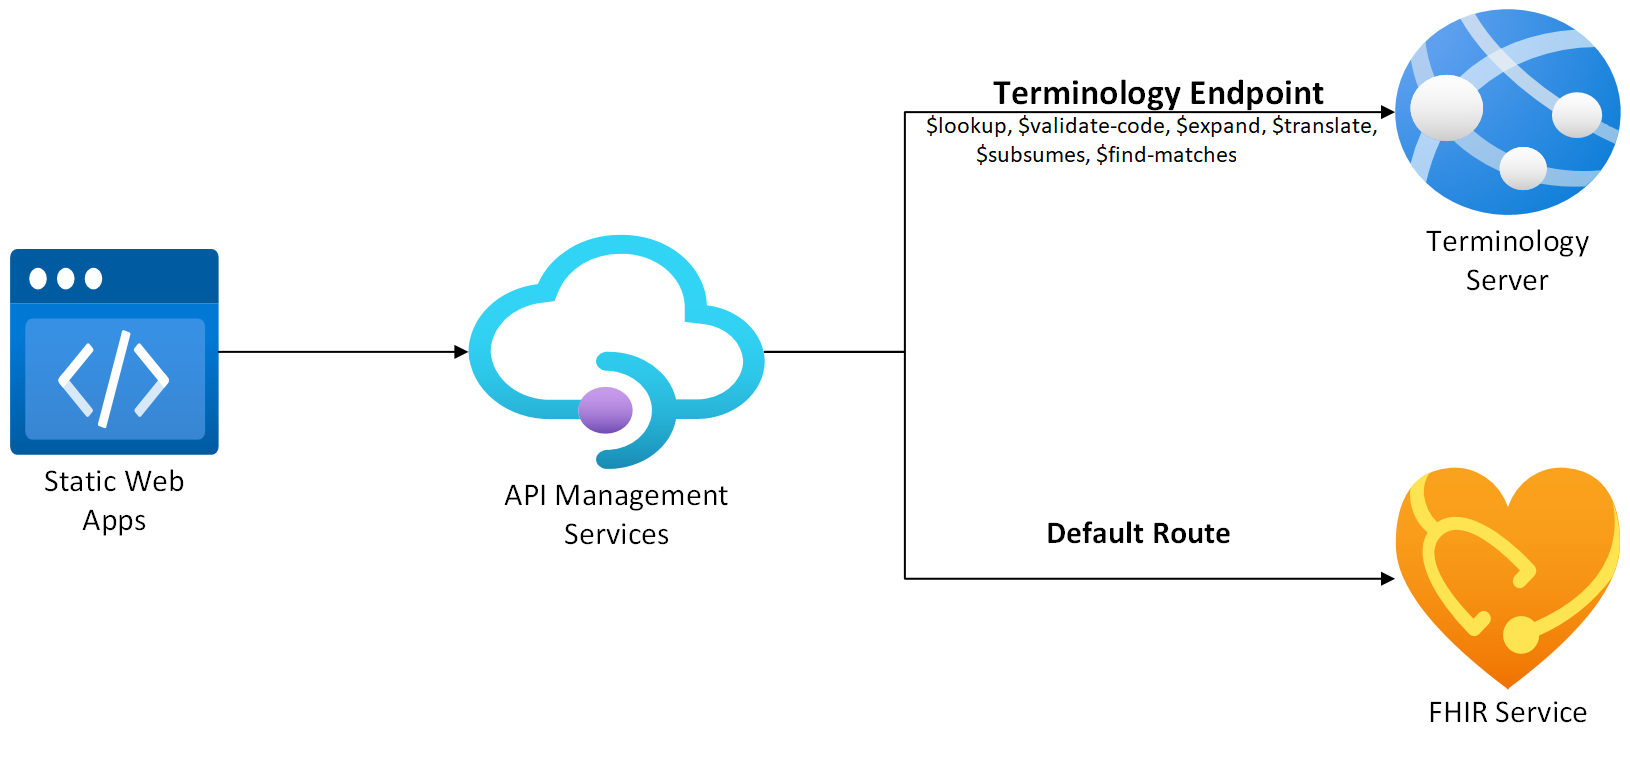 Terminology Endpoint
$lookup, $validate-code, $expand, $translate,
$subsumes, $find-matches
Terminology
Server
Static Web
Apps
API Management
Services
Default Route
FHIR Service